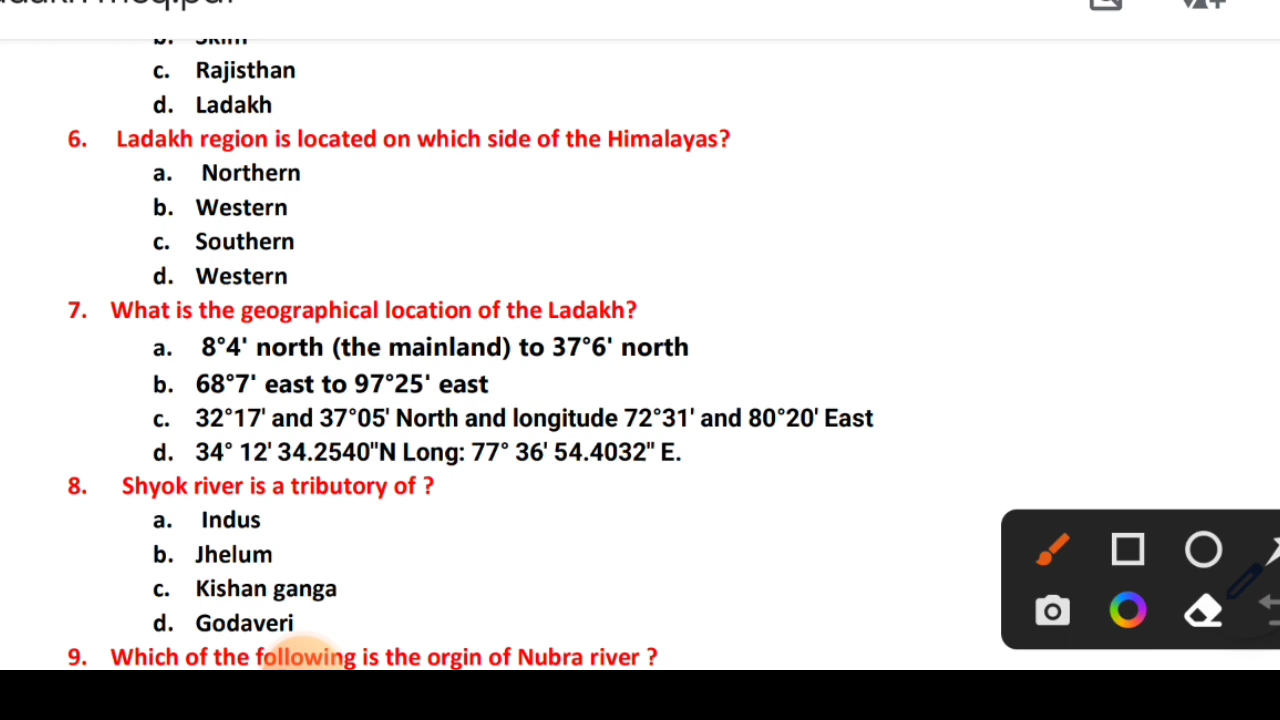 c. Rajisthan
d. Ladakh
6. Ladakh region is located on which side of the Himalayas?
a. Northern
b. Western
c. Southern
d. Western
7. What is the geographical location of the Ladakh?
a. 8°4' north (the mainland) to 37°6' north
b. 68°7' east to 97°25' east
c. 32°17' and 37°05' North and longitude 72°31' and 80°20' East
d. 34° 12' 34.2540"N Long: 77° 36' 54.4032" E.
8. Shyok river is a tributory of ?
a. Indus
b. Jhelum
c. Kishan ganga
d. Godaveri
9. Which of the following is the orgin of Nubra river ?